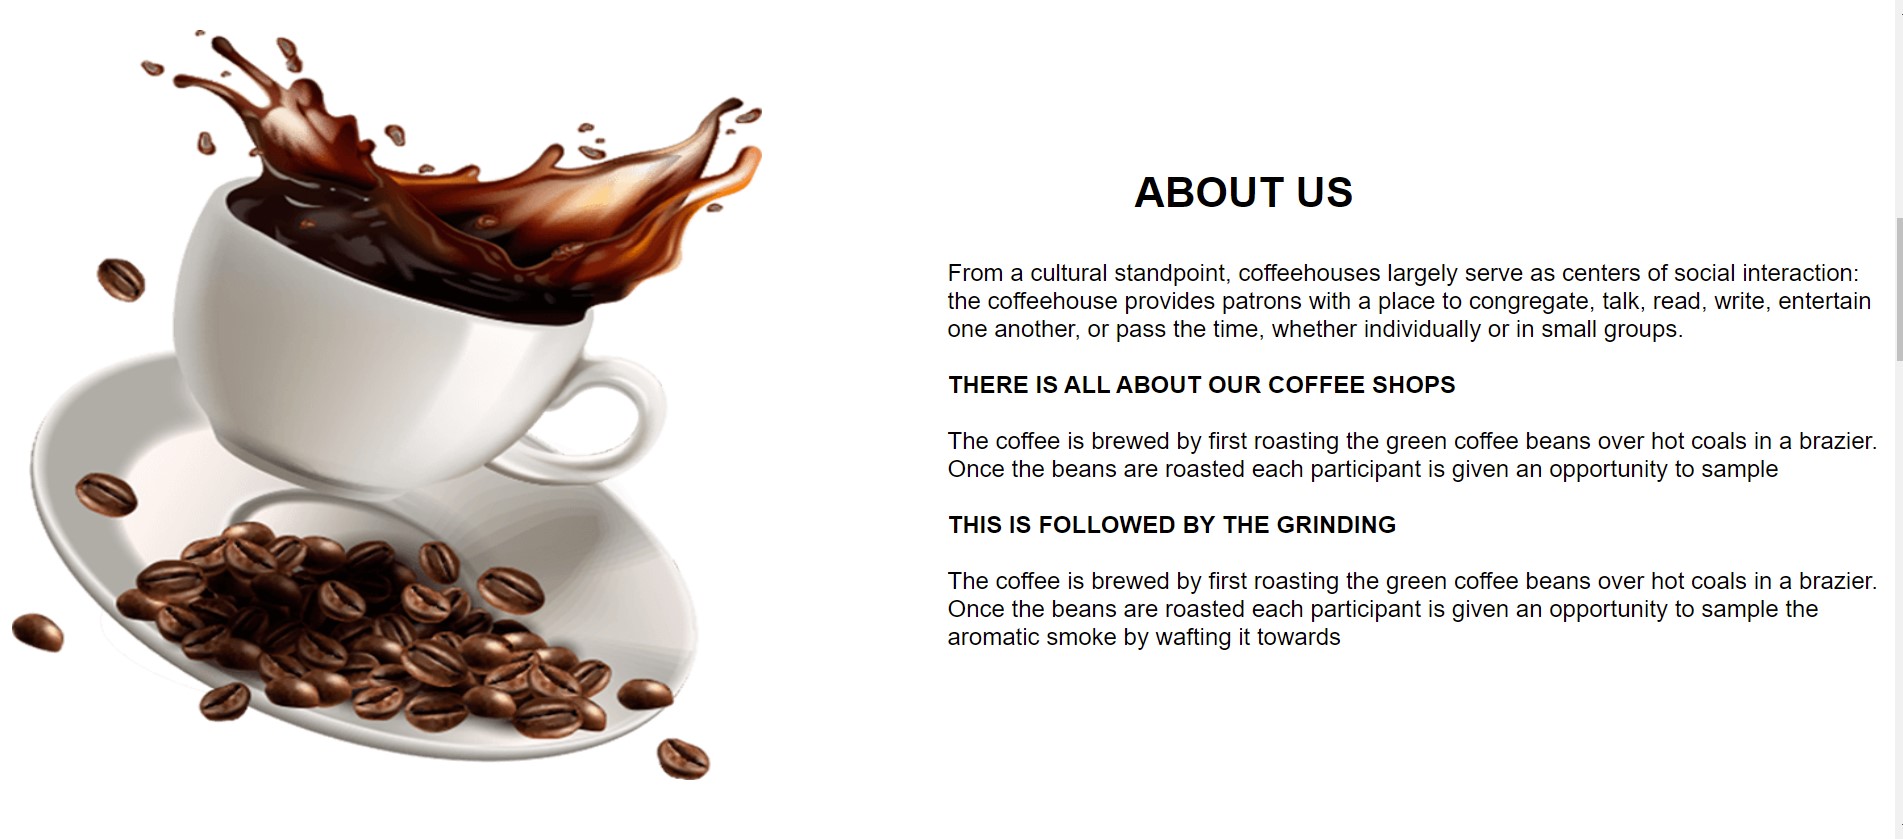 ABOUT US
From a cultural standpoint, coffeehouses largely serve as centers of social interaction:
the coffeehouse provides patrons with a place to congregate, talk, read, write, entertain
one another, or pass the time, whether individually or in small groups.
THERE IS ALL ABOUT OUR COFFEE SHOPS
The coffee is brewed by first roasting the green coffee beans over hot coals in a brazier.
Once the beans are roasted each participant is given an opportunity to sample
THIS IS FOLLOWED BY THE GRINDING
The coffee is brewed by first roasting the green coffee beans over hot coals in a brazier.
Once the beans are roasted each participant is given an opportunity to sample the
aromatic smoke by wafting it towards